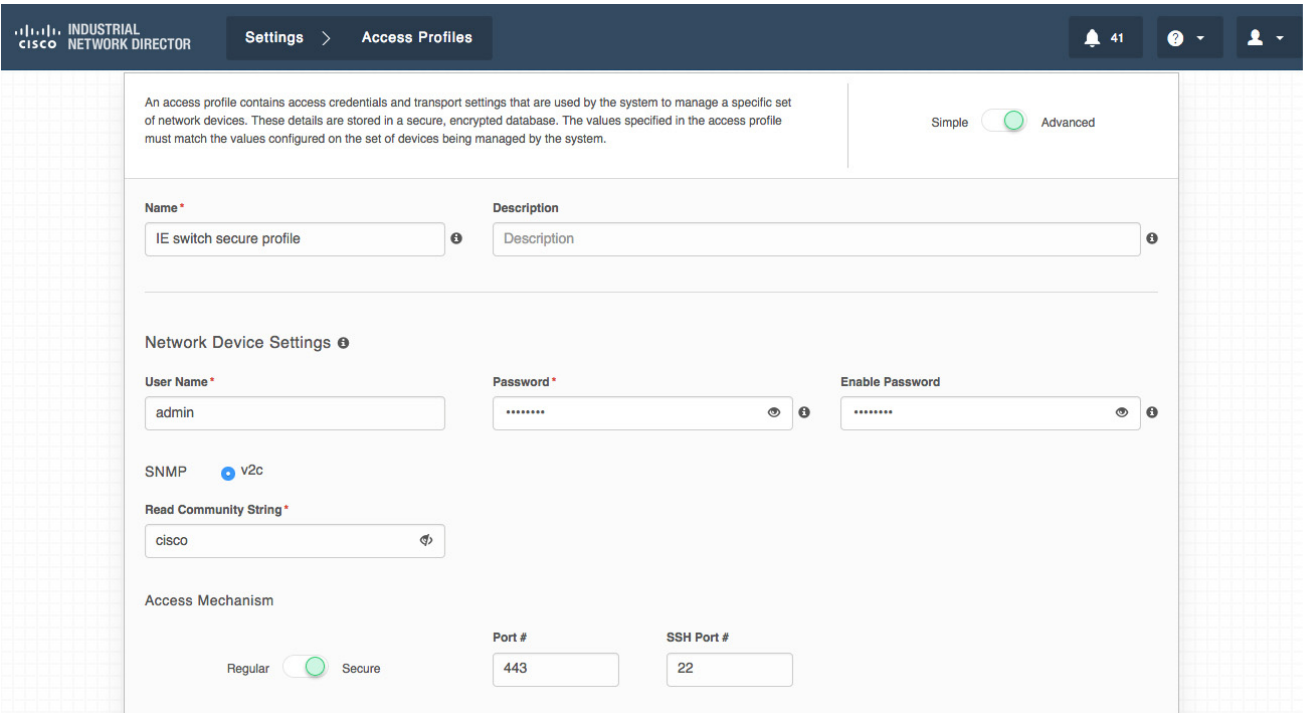 INDUSTRIAL
CISCO NETWORK DIRECTOR
Settings > Access Profiles
41
An access profile contains access credentials and transport settings that are used by the system to manage a specific set
of network devices. These details are stored in a secure, encrypted database. The values specified in the access profile
must match the values configured on the set of devices being managed by the system.
Simple Advanced
Name* Description
IE switch secure profile Description
Network Device Settings
User Name* Password* Enable Password
admin •••••••• ••••••••
SNMP v2c
Read Community String*
cisco
Access Mechanism
Port # SSH Port #
Regular Secure 443 22